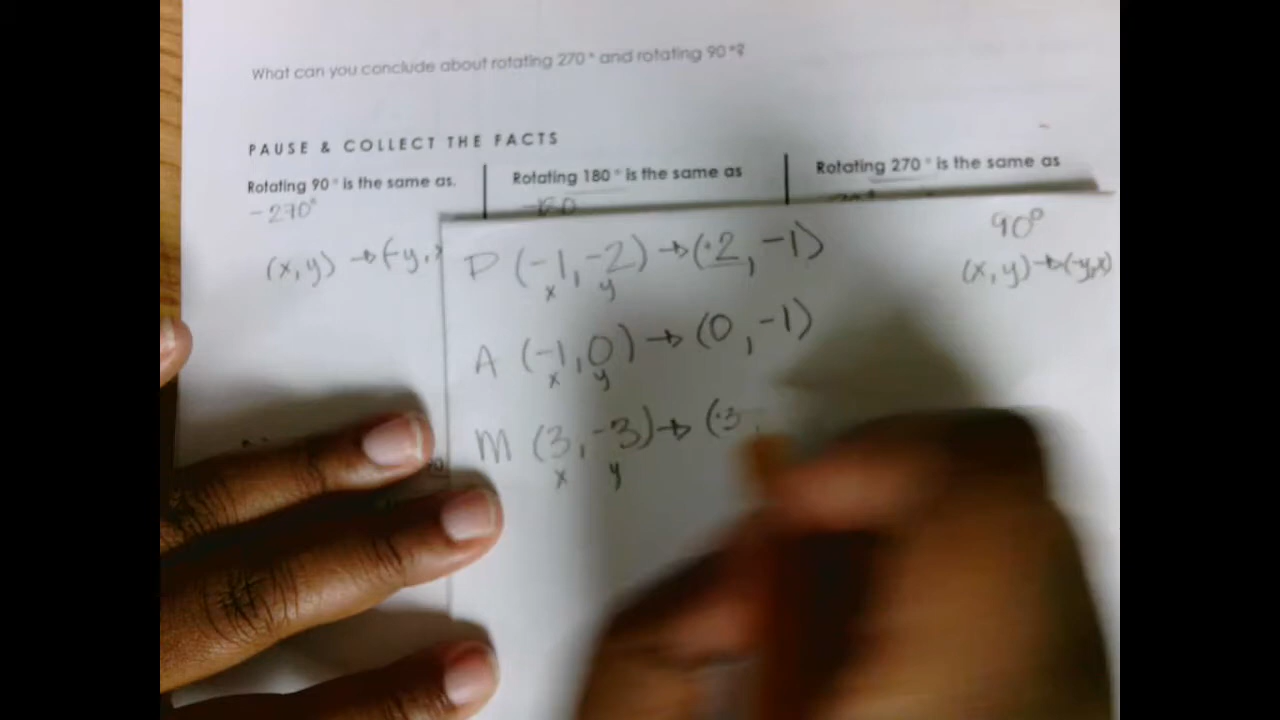 What can you conclude about rotating 270° and rotating 90°?
PAUSE & COLLECT THE FACTS
Rotating 90° is the same as.
-270°
(x,y) → (-y,
Rotating 180° is the same as
Rotating 270° is the same as
90°
(x,y) → (-y,x)
P (-1,-2) → (·2,-1)
x y
A (-1,0) → (0,-1)
x y
M (3,-3) → (·3,
x y